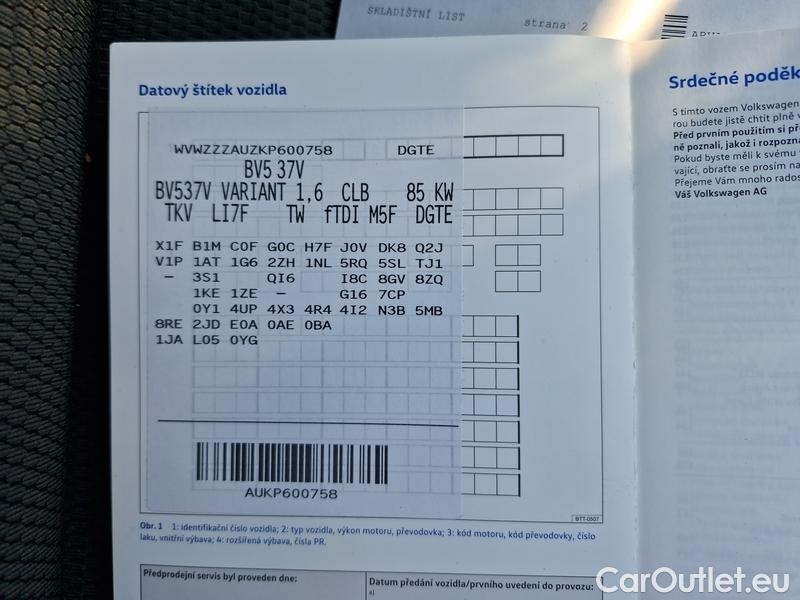 SKLADIŠTNÍ LIST
strana 2
Datový štítek vozidla
WVWZZZAUZKP600758 DGTE
BV5 37V
BV537V VARIANT 1,6 CLB 85 KW
TKV LI7F TW fTDI M5F DGTE
X1F B1M C0F G0C H7F J0V DK8 Q2J
V1P 1AT 1G6 2ZH 1NL 5RQ 5SL TJ1
– 3S1 QI6 I8C 8GV 8ZQ
1KE 1ZE – G16 7CP
0Y1 4UP 4X3 4R4 4I2 N3B 5MB
8RE 2JD E0A 0AE 0BA
1JA L05 0YG
AUKP600758
BTT-0507
Obr. 1 1: identifikační číslo vozidla; 2: typ vozidla, výkon motoru, převodovka; 3: kód motoru, kód převodovky, číslo
laku, vnitřní výbava; 4: rozšířená výbava, čísla PR.
Předprodejní servis byl proveden dne:
Datum předání vozidla/prvního uvedení do provozu:
a)
Srdečné poděk
S tímto vozem Volkswagen
rou budete jistě chtít plně v
Před prvním použitím si př
ně poznali, jakož i rozpozna
Pokud byste měli k svému
vající, obraťte se prosím na
Přejeme Vám mnoho rados
Váš Volkswagen AG
CarOutlet.eu